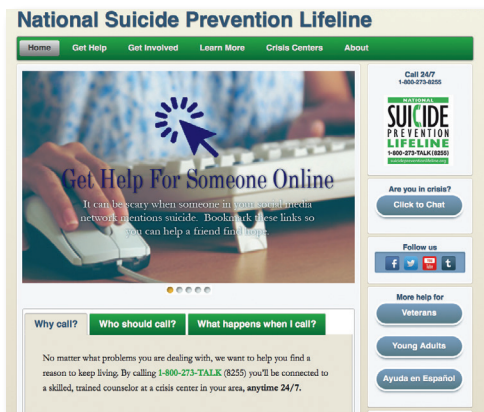 National Suicide Prevention Lifeline
Home Get Help Get Involved Learn More Crisis Centers About
Get Help For Someone Online
It can be scary when someone in your social media
network mentions suicide. Bookmark these links so
you can help a friend find hope.
Why call? Who should call? What happens when I call?
No matter what problems you are dealing with, we want to help you find a
reason to keep living. By calling 1-800-273-TALK (8255) you'll be connected to
a skilled, trained counselor at a crisis center in your area, anytime 24/7.
Call 24/7
1-800-273-8255
NATIONAL
SUICIDE
PREVENTION
LIFELINE
1-800-273-TALK (8255)
suicidepreventionlifeline.org
Are you in crisis?
Click to Chat
Follow us
f You Tube t
More help for
Veterans
Young Adults
Ayuda en Español